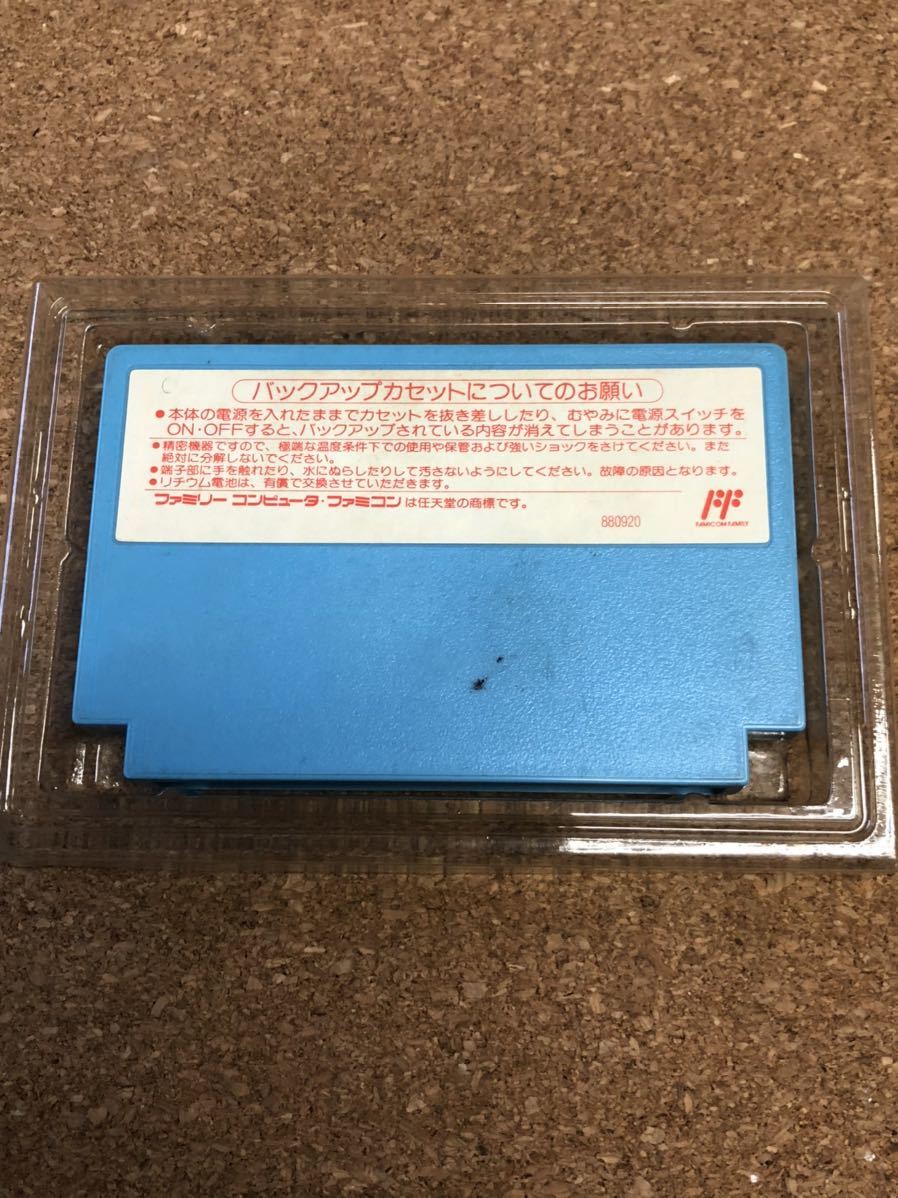 バックアップカセットについてのお願い
●本体の電源を入れたままでカセットを抜き差ししたり、むやみに電源スイッチを
ON・OFFすると、バックアップされている内容が消えてしまうことがあります。
●精密機器ですので、極端な温度条件下での使用や保管および強いショックをさけてください。また
絶対に分解しないでください。
●端子部に手を触れたり、水にぬらしたりして汚さないようにしてください。故障の原因となります。
●リチウム電池は、有償で交換させていただきます。
ファミリー コンピュータ・ファミコン は任天堂の商標です。
FAMICOM FAMILY
880920